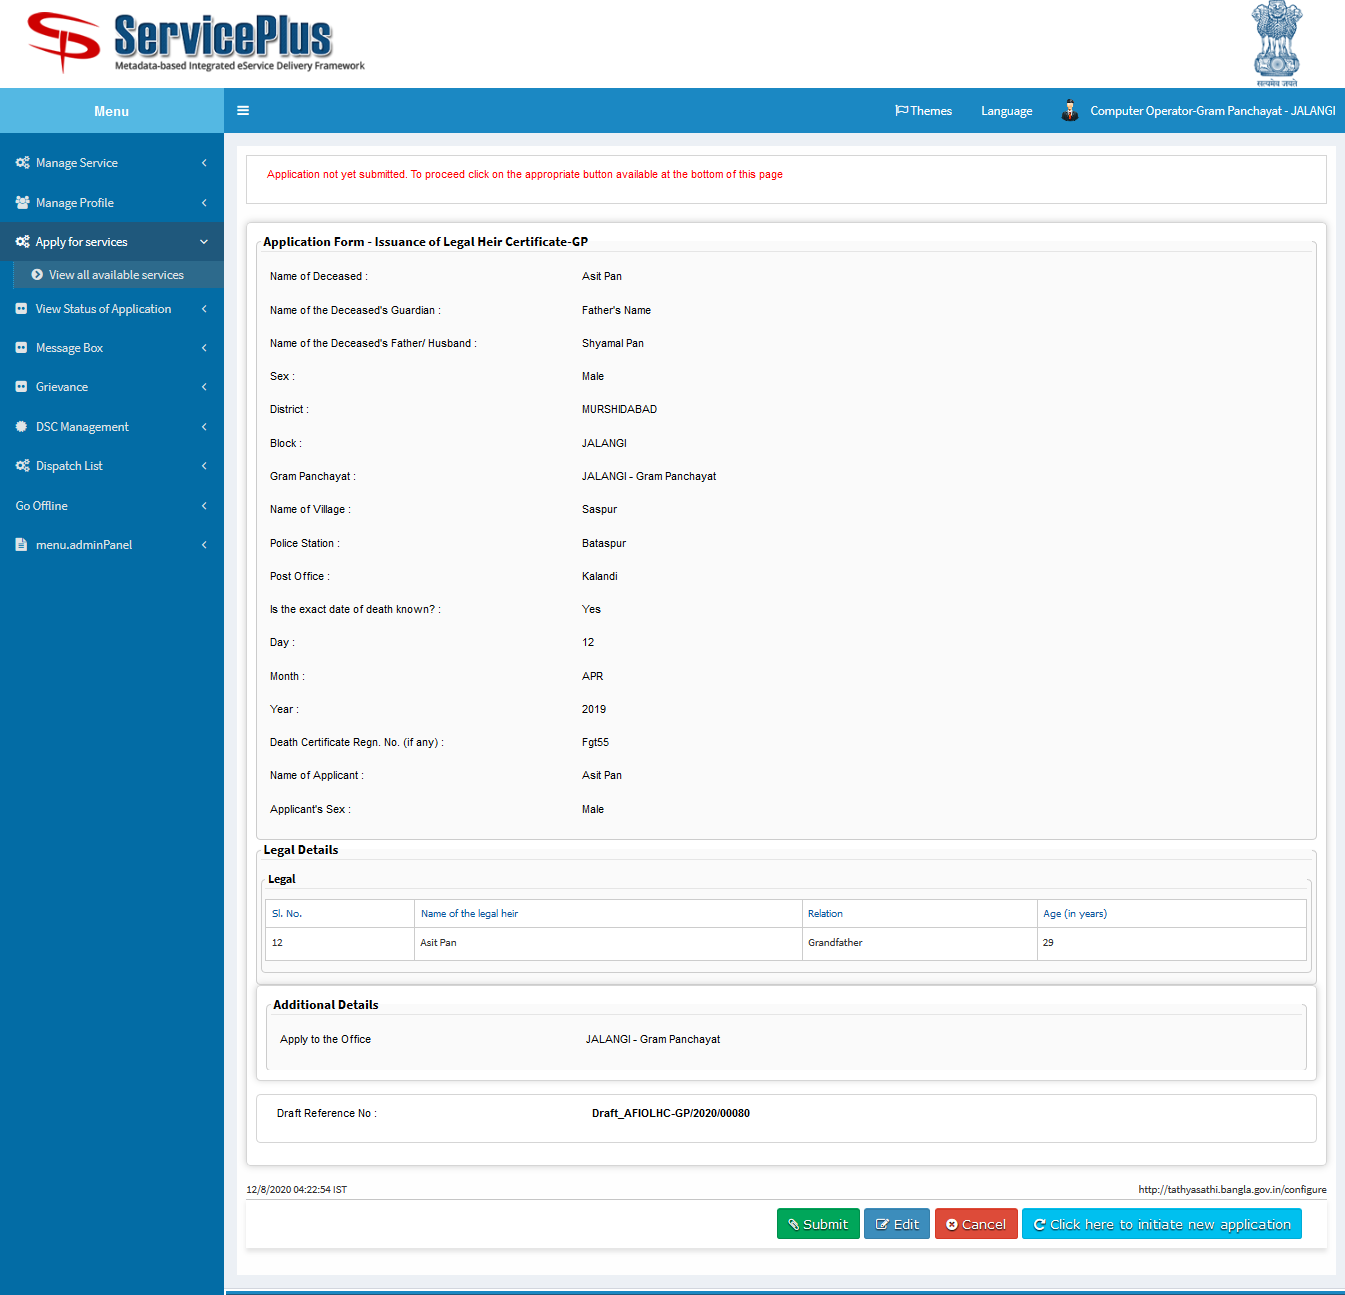 ServicePlus
Metadata-based Integrated eService Delivery Framework
सत्यमेव जयते
Menu
Themes
Language
Computer Operator-Gram Panchayat - JALANGI
Manage Service
Manage Profile
Apply for services
View all available services
View Status of Application
Message Box
Grievance
DSC Management
Dispatch List
Go Offline
menu.adminPanel
Application not yet submitted. To proceed click on the appropriate button available at the bottom of this page
Application Form - Issuance of Legal Heir Certificate-GP
Name of Deceased : Asit Pan
Name of the Deceased's Guardian : Father's Name
Name of the Deceased's Father/ Husband : Shyamal Pan
Sex : Male
District : MURSHIDABAD
Block : JALANGI
Gram Panchayat : JALANGI - Gram Panchayat
Name of Village : Saspur
Police Station : Bataspur
Post Office : Kalandi
Is the exact date of death known? : Yes
Day : 12
Month : APR
Year : 2019
Death Certificate Regn. No. (if any) : Fgt55
Name of Applicant : Asit Pan
Applicant's Sex : Male
Legal Details
Legal
Sl. No. Name of the legal heir Relation Age (in years)
12 Asit Pan Grandfather 29
Additional Details
Apply to the Office JALANGI - Gram Panchayat
Draft Reference No : Draft_AFIOLHC-GP/2020/00080
12/8/2020 04:22:54 IST http://tathyasathi.bangla.gov.in/configure
Submit Edit Cancel Click here to initiate new application